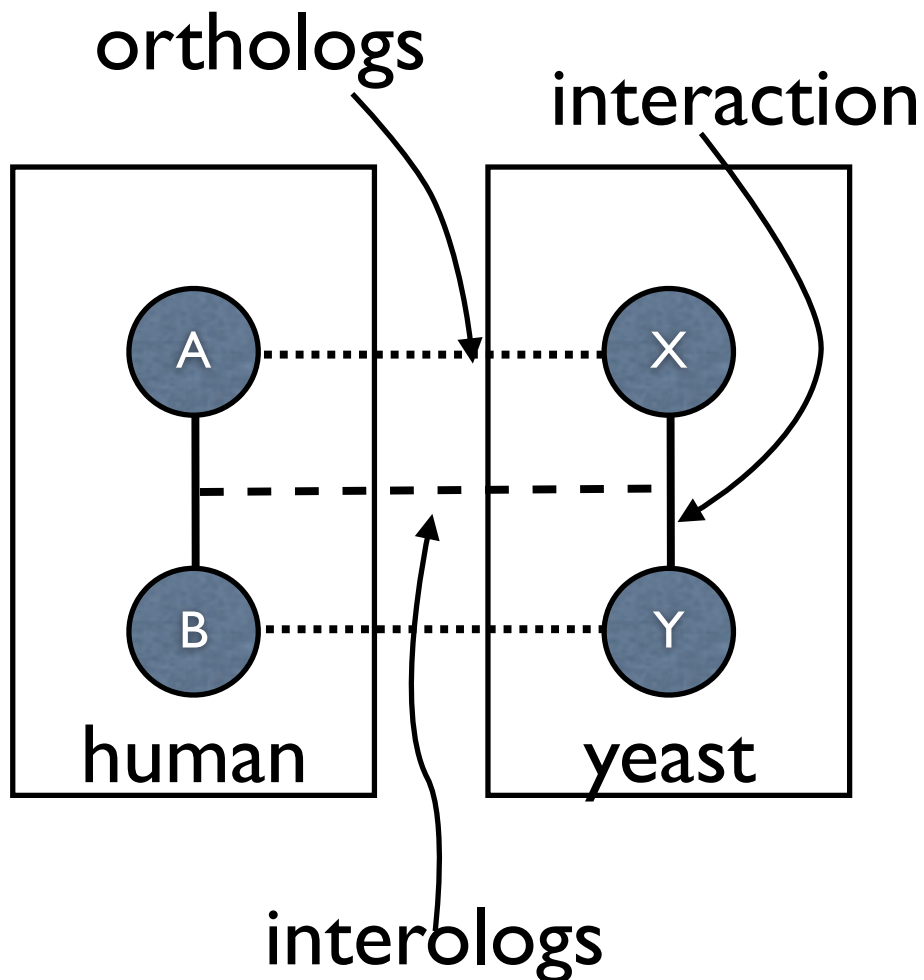 orthologs
interaction
A
X
B
Y
human
yeast
interologs